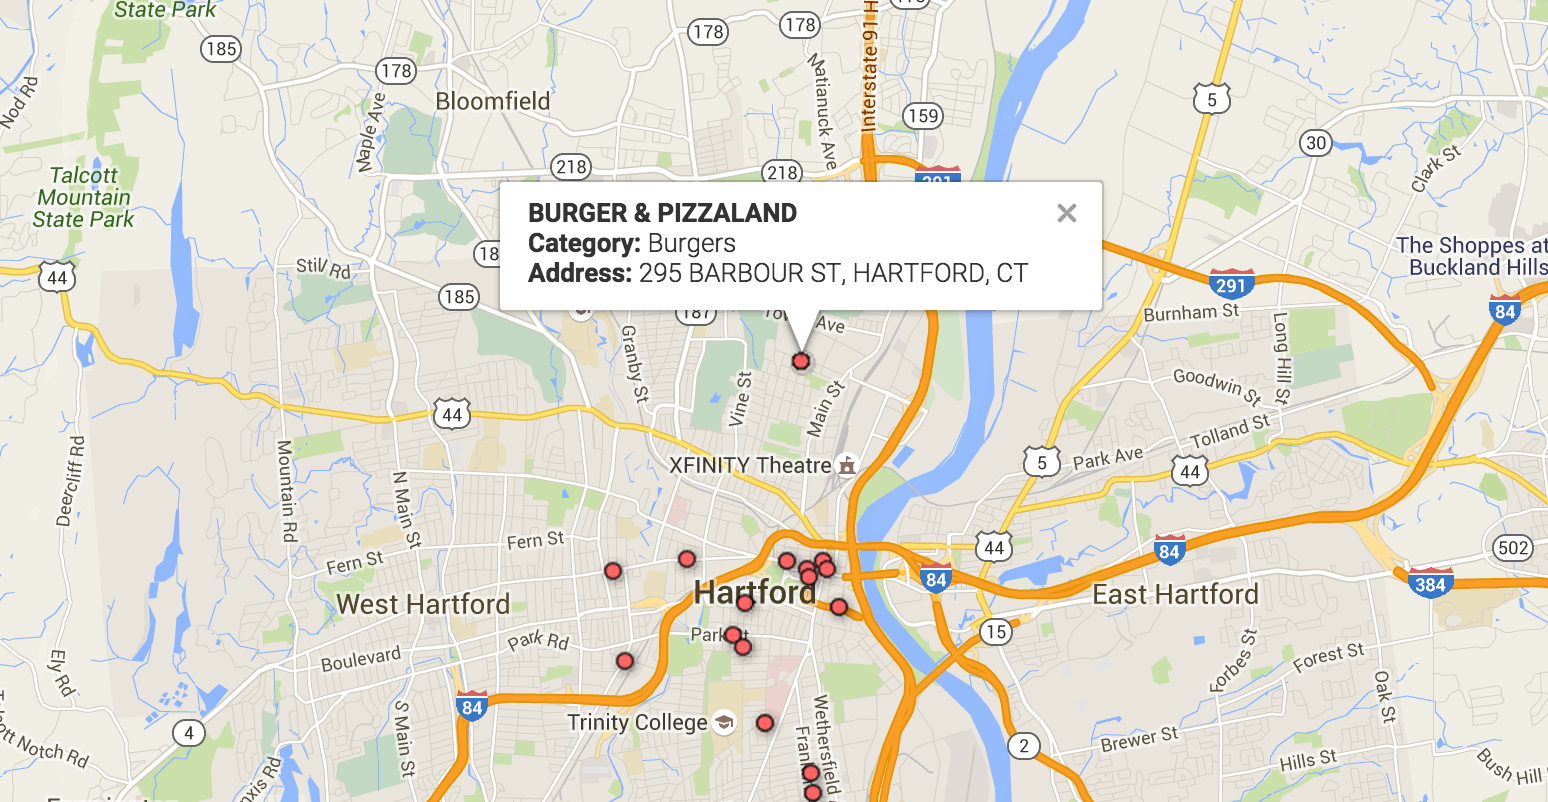 State Park
178
178
185
178
Interstate 91 H
Natianuck Ave
Nod Rd
Maple Ave
Bloomfield
5
159
30
Clark St
218
218
Talcott
Mountain
State Park
291
BURGER & PIZZALAND
Category: Burgers
Address: 295 BARBOUR ST, HARTFORD, CT
The Shoppes at
Buckland Hills
44
Still Rd
185
187
Ave
291
84
Burnham St
Long Hill St
Granby St
Goodwin St
Vine St
Main St
44
Tolland St
Park Ave
5
44
XFINITY Theatre
Deercliff Rd
Mountain Rd
N Main St
Fern St
Fern St
44
84
502
84
384
Hartford
West Hartford
East Hartford
15
Park St
Park Rd
Boulevard
Forbes St
Forest St
Ely Rd
Oak St
84
Trinity College
Wethersfield
S Main St
4
2
Brewer St
Hills St
Bush Hill
ott Notch Rd